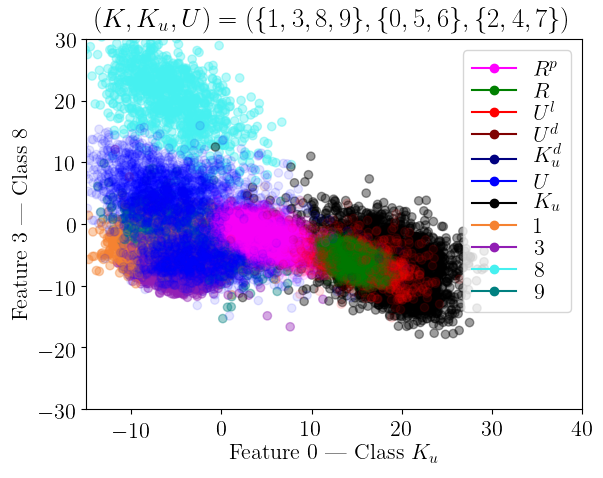 (K, K_u, U) = ({1, 3, 8, 9}, {0, 5, 6}, {2, 4, 7})
30
20
10
0
−10
−20
−30
Feature 3 — Class 8
−10
0
10
20
30
40
Feature 0 — Class K_u
R^p
R
U^l
U^d
K_u^d
U
K_u
1
3
8
9